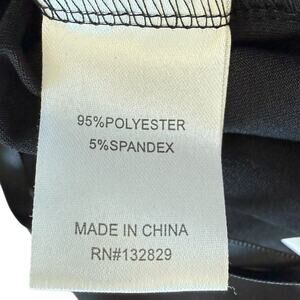 95%POLYESTER
5%SPANDEX
MADE IN CHINA
RN#132829